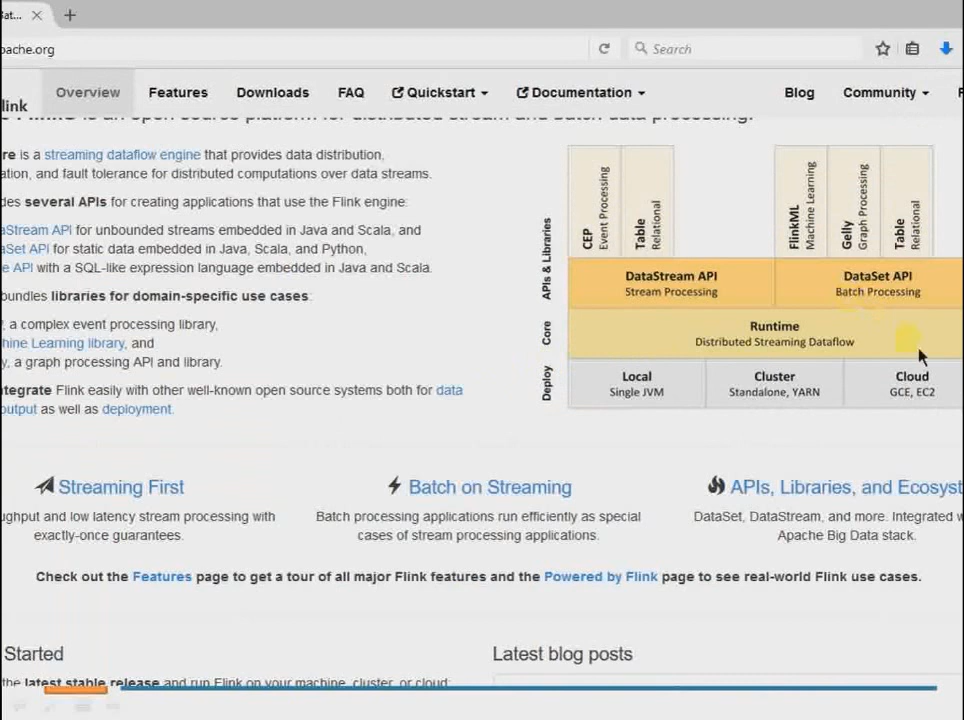 pache.org
Search
link
Overview
Features
Downloads
FAQ
Quickstart
Documentation
Blog
Community
is an open source platform for distributed stream and batch data processing.
re is a streaming dataflow engine that provides data distribution,
ation, and fault tolerance for distributed computations over data streams.
des several APIs for creating applications that use the Flink engine:
aStream API for unbounded streams embedded in Java and Scala, and
aSet API for static data embedded in Java, Scala, and Python,
e API with a SQL-like expression language embedded in Java and Scala.
bundles libraries for domain-specific use cases:
, a complex event processing library,
hine Learning library, and
y, a graph processing API and library.
tegrate Flink easily with other well-known open source systems both for data
output as well as deployment.
APIs & Libraries
CEP
Event Processing
Table
Relational
FlinkML
Machine Learning
Gelly
Graph Processing
Table
Relational
DataStream API
Stream Processing
DataSet API
Batch Processing
Core
Runtime
Distributed Streaming Dataflow
Deploy
Local
Single JVM
Cluster
Standalone, YARN
Cloud
GCE, EC2
Streaming First
ughput and low latency stream processing with
exactly-once guarantees.
Batch on Streaming
Batch processing applications run efficiently as special
cases of stream processing applications.
APIs, Libraries, and Ecosyst
DataSet, DataStream, and more. Integrated w
Apache Big Data stack.
Check out the Features page to get a tour of all major Flink features and the Powered by Flink page to see real-world Flink use cases.
Started
the latest stable release and run Flink on your machine, cluster, or cloud:
Latest blog posts